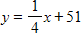 y = 1/4 x + 51